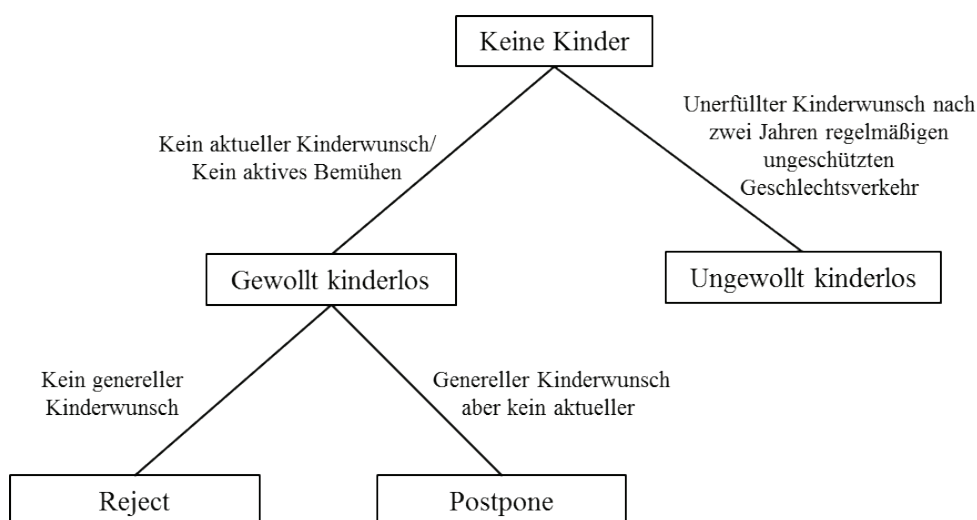 Keine Kinder
Kein aktueller Kinderwunsch/
Kein aktives Bemühen
Unerfüllter Kinderwunsch nach
zwei Jahren regelmäßigen
ungeschützten
Geschlechtsverkehr
Gewollt kinderlos
Ungewollt kinderlos
Kein genereller
Kinderwunsch
Genereller Kinderwunsch
aber kein aktueller
Reject
Postpone